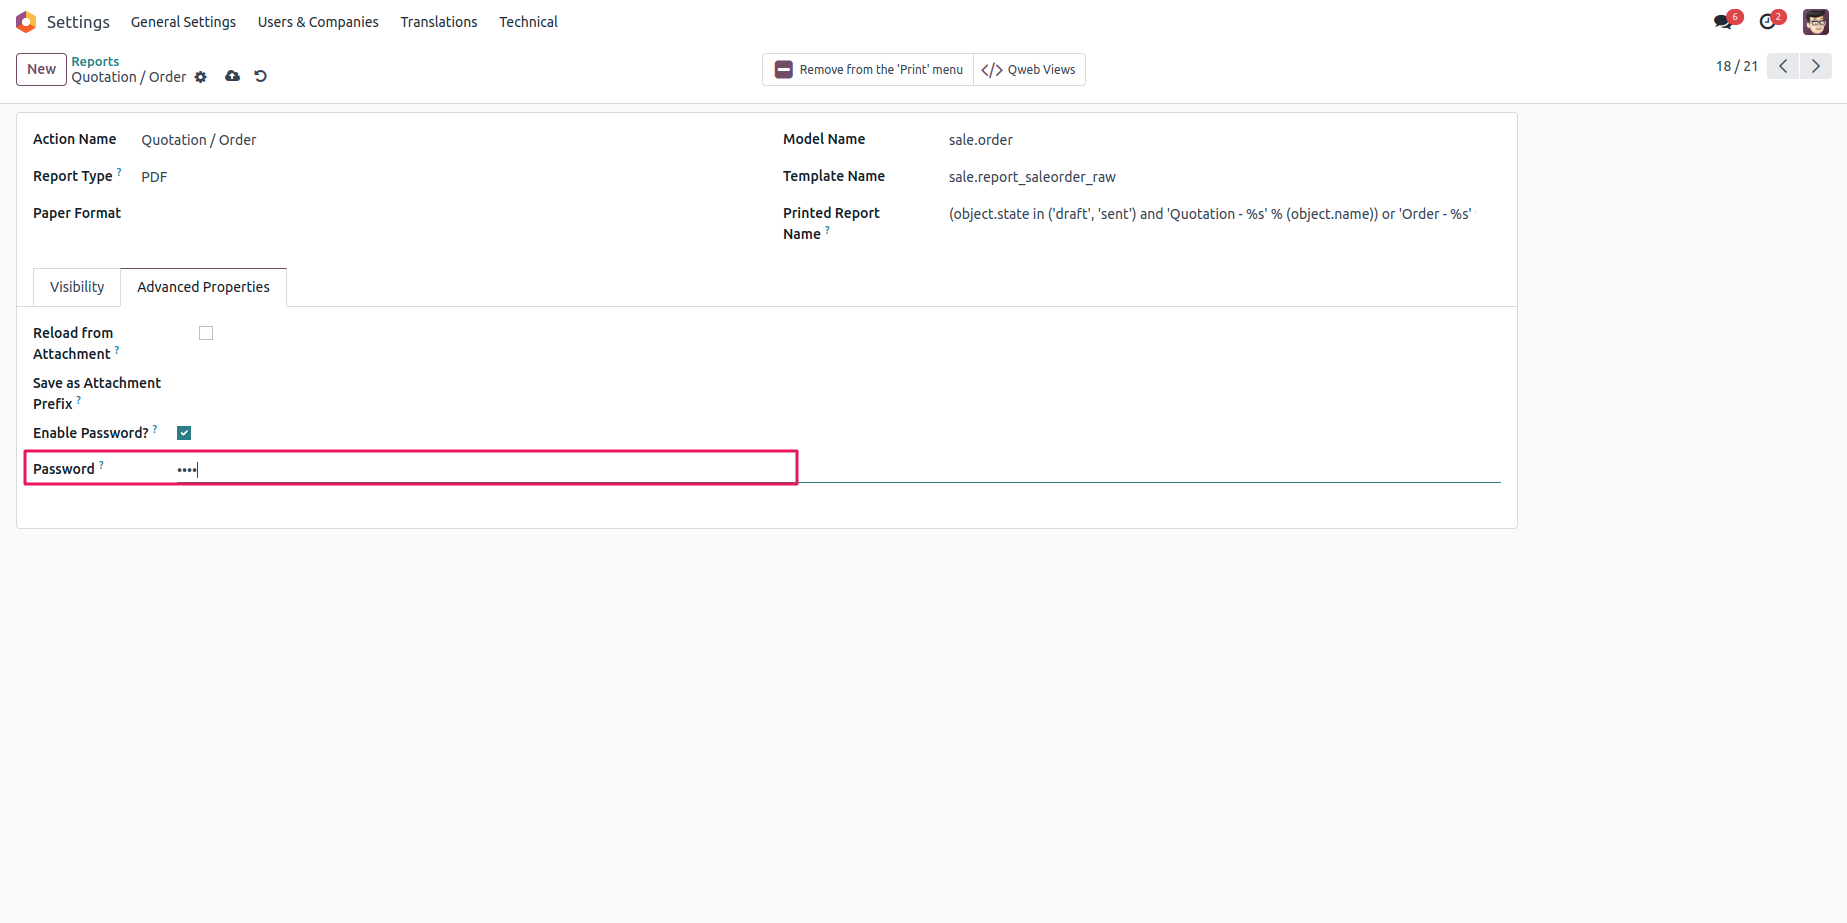 Settings General Settings Users & Companies Translations Technical 6 2
New Reports
Quotation / Order
Remove from the 'Print' menu </> Qweb Views 18 / 21
Action Name Quotation / Order
Report Type ? PDF
Paper Format
Model Name sale.order
Template Name sale.report_saleorder_raw
Printed Report (object.state in ('draft', 'sent') and 'Quotation - %s' % (object.name)) or 'Order - %s'
Name ?
Visibility Advanced Properties
Reload from
Attachment ?
Save as Attachment
Prefix ?
Enable Password? ?
Password ? ••••